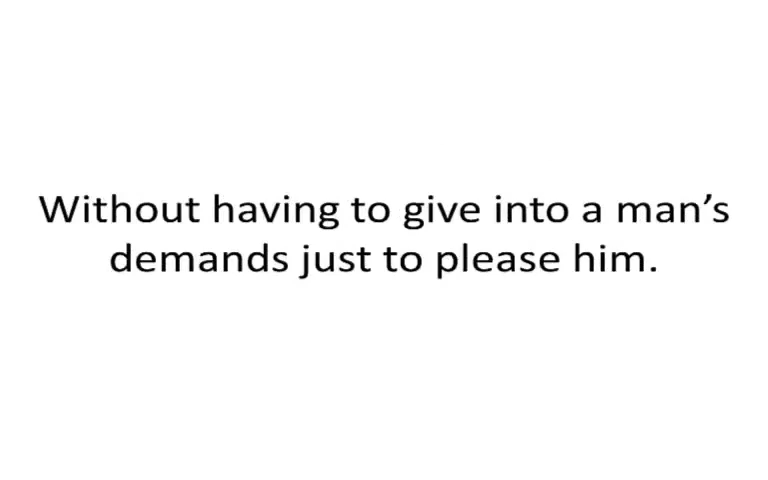 Without having to give into a man’s
demands just to please him.